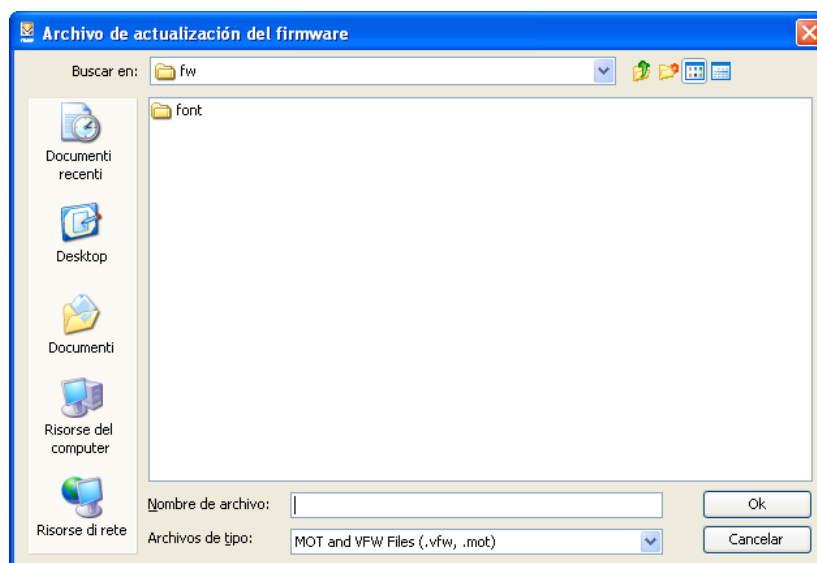 Archivo de actualización del firmware
Buscar en:
fw
font
Documenti
recenti
Desktop
Documenti
Risorse del
computer
Risorse di rete
Nombre de archivo:
Ok
Archivos de tipo:
MOT and VFW Files (.vfw, .mot)
Cancelar